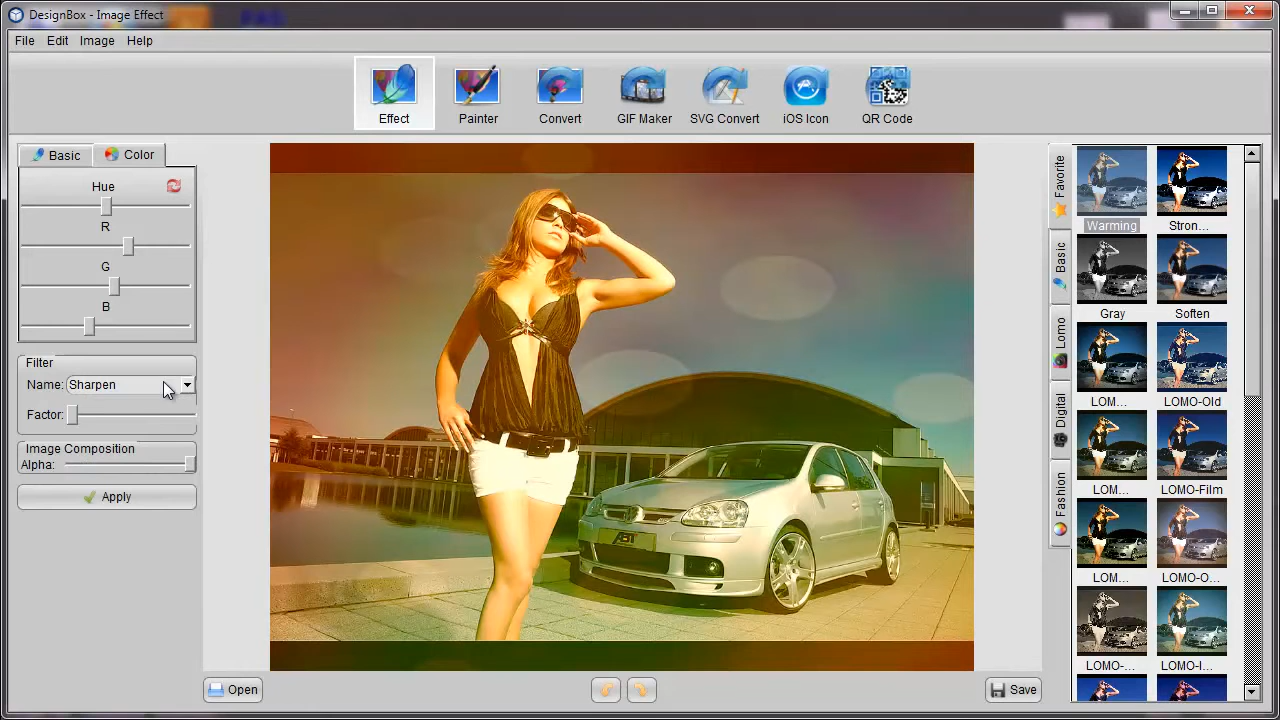 DesignBox - Image Effect
File Edit Image Help
Effect
Painter
Convert
GIF Maker
SVG Convert
iOS Icon
QR Code
Basic
Color
Hue
R
G
B
Filter
Name: Sharpen
Factor:
Image Composition
Alpha:
Apply
ABT
Open
Save
Favorite
Basic
Lomo
Digital
Fashion
Warming
Stron...
Gray
Soften
LOM...
LOMO-Old
LOM...
LOMO-Film
LOM...
LOMO-O...
LOMO-...
LOMO-I...